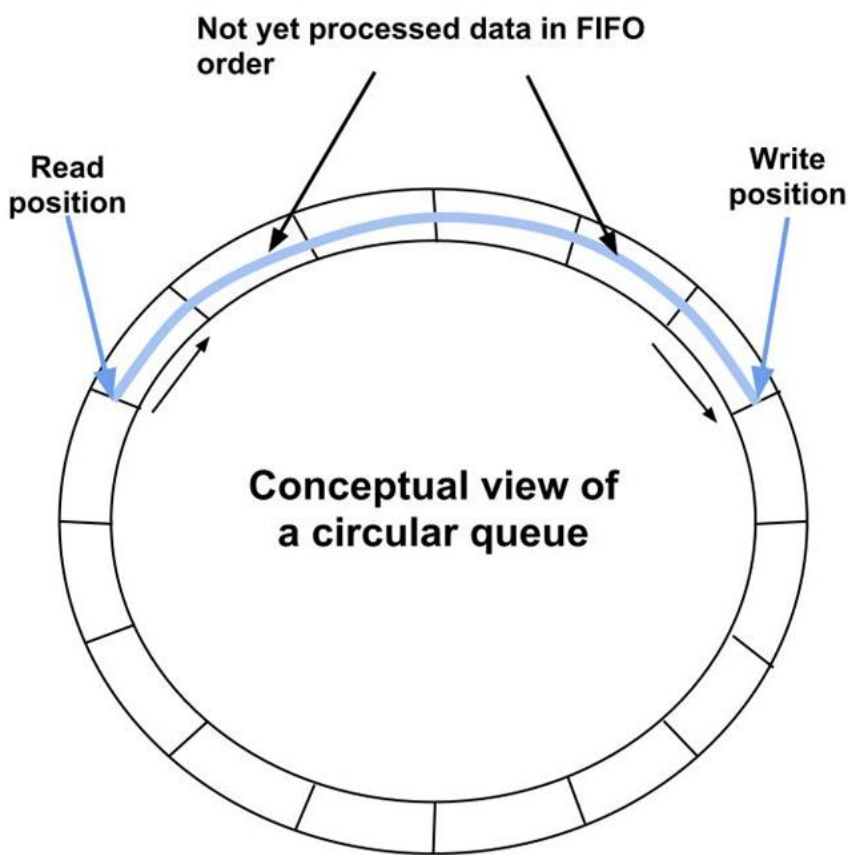 Not yet processed data in FIFO
order
Read
position
Write
position
Conceptual view of
a circular queue